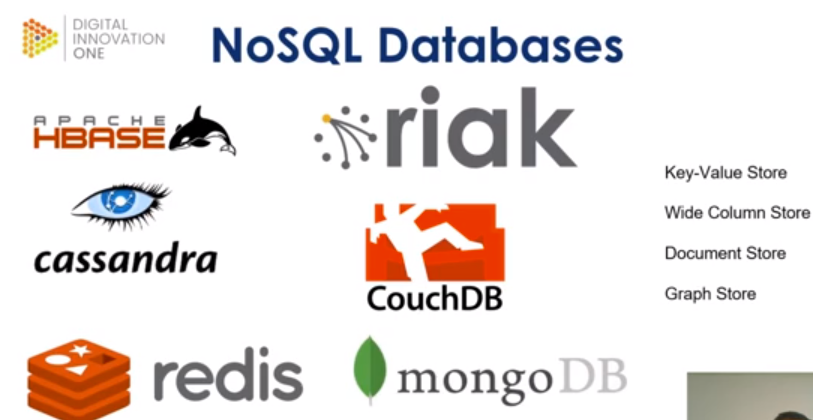 DIGITAL
INNOVATION
ONE
NoSQL Databases
APACHE
HBASE
riak
cassandra
CouchDB
redis
mongoDB
Key-Value Store
Wide Column Store
Document Store
Graph Store